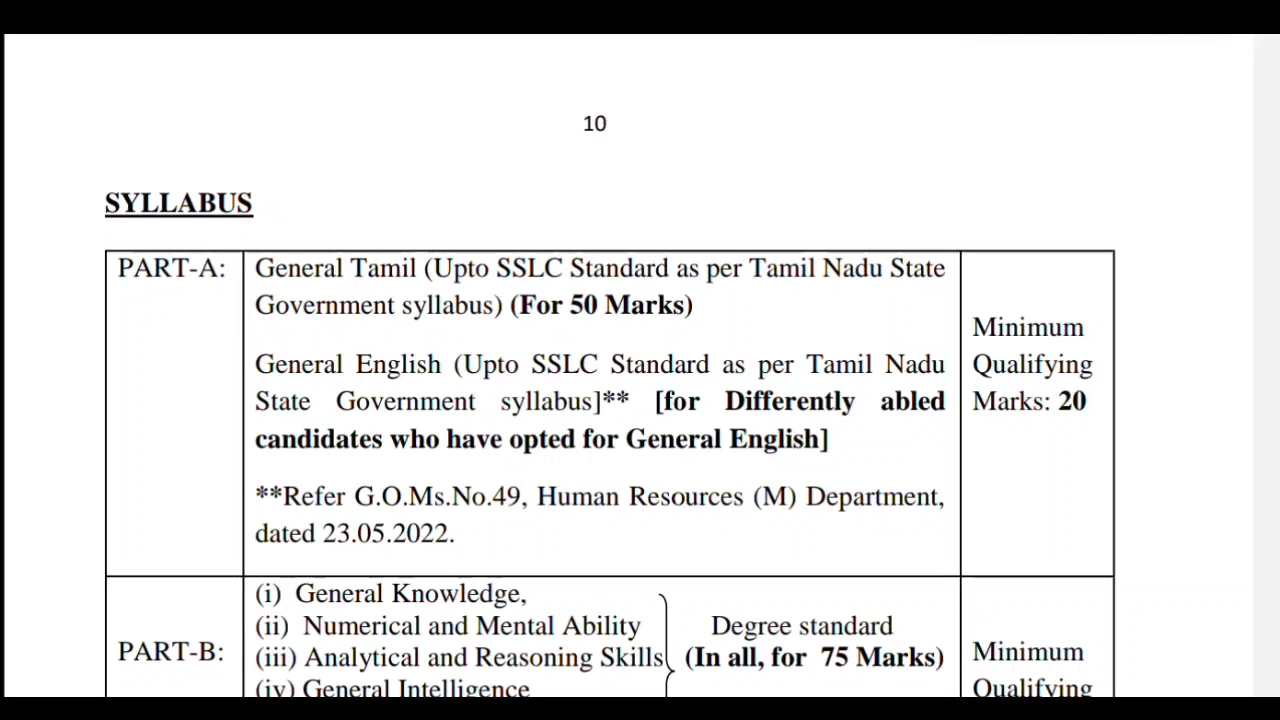 10
SYLLABUS
PART-A:
General Tamil (Upto SSLC Standard as per Tamil Nadu State
Government syllabus) (For 50 Marks)
General English (Upto SSLC Standard as per Tamil Nadu
State Government syllabus]** [for Differently abled
candidates who have opted for General English]
**Refer G.O.Ms.No.49, Human Resources (M) Department,
dated 23.05.2022.
Minimum
Qualifying
Marks: 20
PART-B:
(i) General Knowledge,
(ii) Numerical and Mental Ability
(iii) Analytical and Reasoning Skills
(iv) General Intelligence
Degree standard
(In all, for 75 Marks)
Minimum
Qualifying